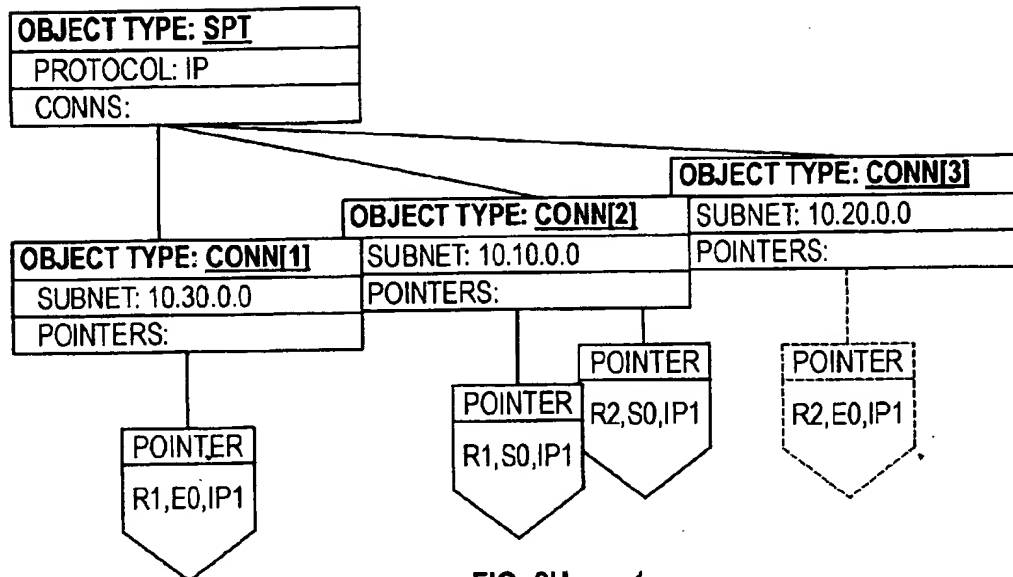 OBJECT TYPE: SPT
PROTOCOL: IP
CONNS:
OBJECT TYPE: CONN[3]
SUBNET: 10.20.0.0
POINTERS:
OBJECT TYPE: CONN[2]
SUBNET: 10.10.0.0
POINTERS:
OBJECT TYPE: CONN[1]
SUBNET: 10.30.0.0
POINTERS:
POINTER
R1,E0,IP1
POINTER
R1,S0,IP1
POINTER
R2,S0,IP1
POINTER
R2,E0,IP1